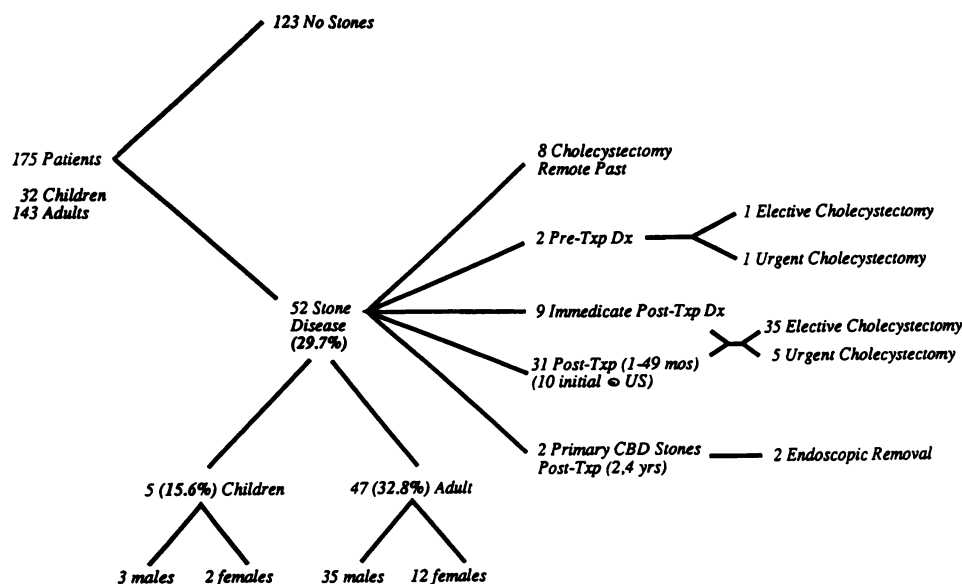 123 No Stones
175 Patients
32 Children
143 Adults
8 Cholecystectomy
Remote Past
2 Pre-Txp Dx
1 Elective Cholecystectomy
1 Urgent Cholecystectomy
52 Stone
Disease
(29.7%)
9 Immedicate Post-Txp Dx
35 Elective Cholecystectomy
5 Urgent Cholecystectomy
31 Post-Txp (1-49 mos)
(10 initial ⊖ US)
2 Primary CBD Stones
Post-Txp (2,4 yrs)
2 Endoscopic Removal
5 (15.6%) Children
47 (32.8%) Adult
3 males
2 females
35 males
12 females